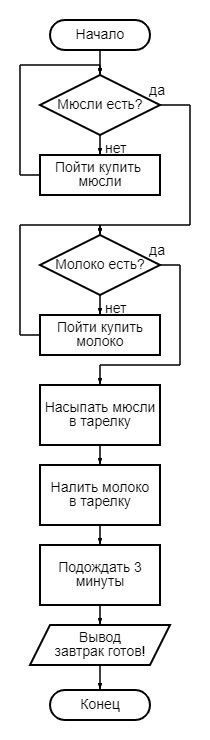 Начало
да
Мюсли есть?
нет
Пойти купить
мюсли
да
Молоко есть?
нет
Пойти купить
молоко
Насыпать мюсли
в тарелку
Налить молоко
в тарелку
Подождать 3
минуты
Вывод
завтрак готов!
Конец